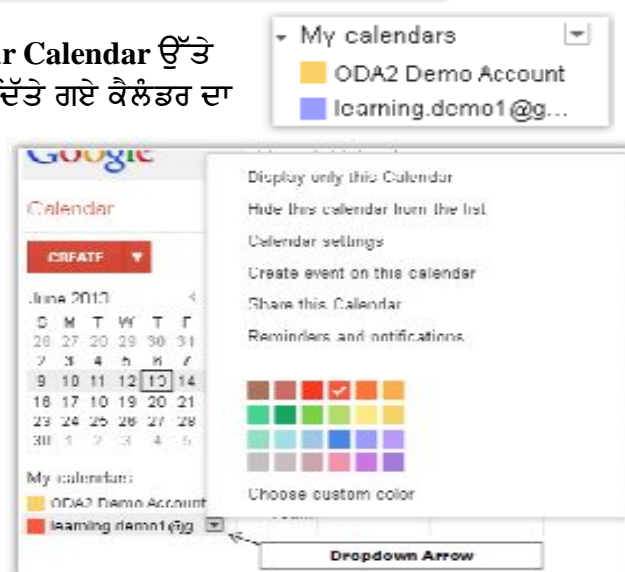 ar Calendar ਉੱਤੇ
ਦਿੱਤੇ ਗਏ ਕੈਲੰਡਰ ਦਾ
My calendars
ODA2 Demo Account
learning.demo1@g...
Google
Calendar
CREATE
June 2013
S M T W T F
26 27 28 29 30 31
2 3 4 5 6 7
9 10 11 12 13 14
16 17 18 19 20 21
23 24 25 26 27 28
30 1 2 3 4 5
My calendars
ODA2 Demo Account
learning.demo1@g
Display only this Calendar
Hide this calendar from the list
Calendar settings
Create event on this calendar
Share this Calendar
Reminders and notifications
Choose custom color
Dropdown Arrow